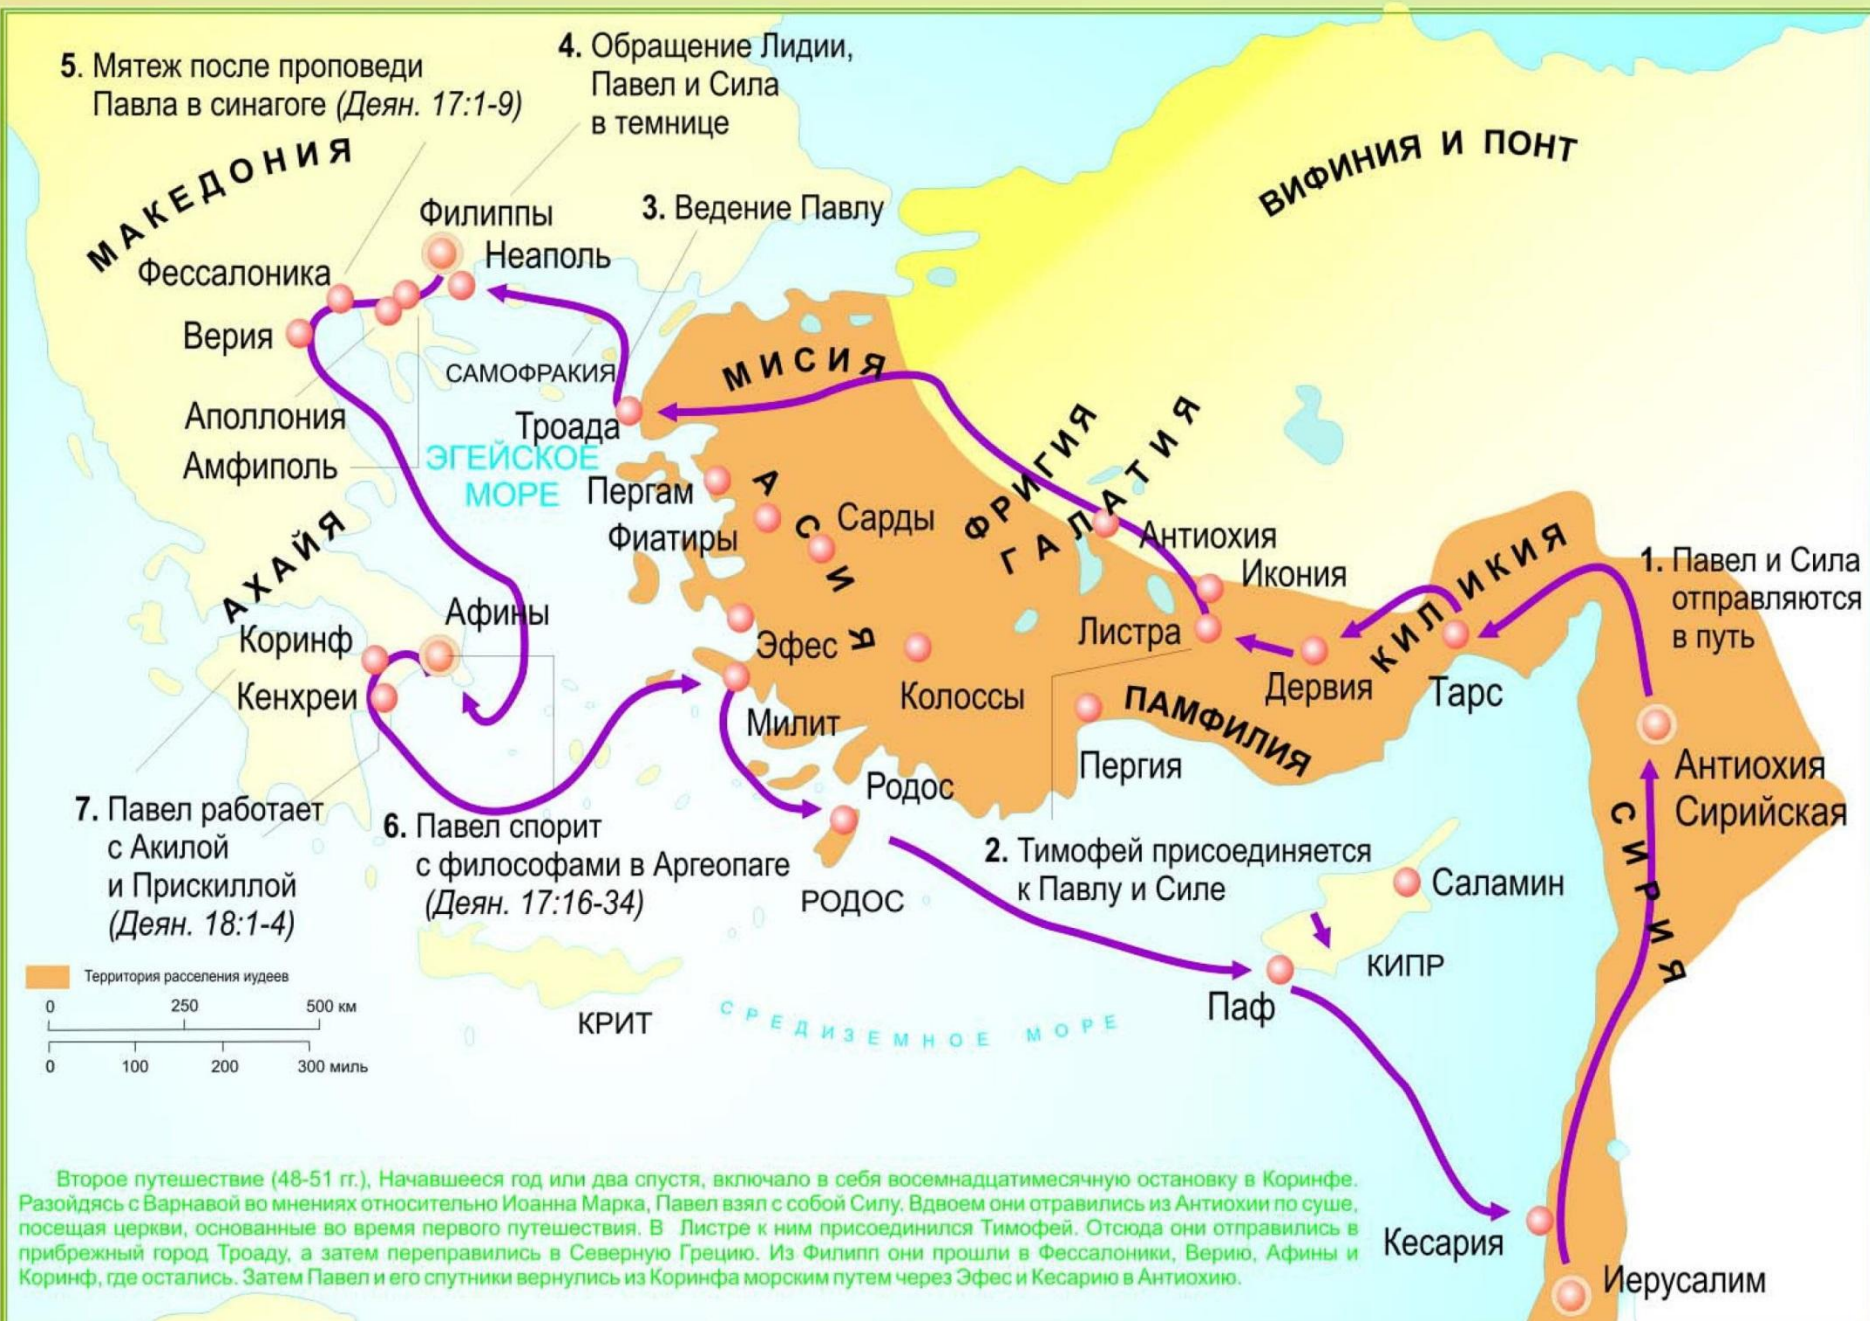 5. Мятеж после проповеди
Павла в синагоге (Деян. 17:1-9)
4. Обращение Лидии,
Павел и Сила
в темнице
МАКЕДОНИЯ
ВИФИНИЯ И ПОНТ
3. Ведение Павлу
Филиппы
Неаполь
Фессалоника
Верия
САМОФРАКИЯ
МИСИЯ
Аполлония
Амфиполь
Троада
ЭГЕЙСКОЕ
МОРЕ
Пергам
Фиатиры
АСИЯ
Сарды
ФРИГИЯ
ГАЛАТИЯ
Антиохия
Икония
КИЛИКИЯ
1. Павел и Сила
отправляются
в путь
АХАЙЯ
Афины
Коринф
Кенхреи
Эфес
Листра
Дервия
Тарс
Колоссы
ПАМФИЛИЯ
Милит
Пергия
Антиохия
Сирийская
Родос
СИРИЯ
7. Павел работает
с Акилой
и Прискиллой
(Деян. 18:1-4)
6. Павел спорит
с философами в Аргеопаге
(Деян. 17:16-34)
2. Тимофей присоединяется
к Павлу и Силе
РОДОС
Саламин
КИПР
Паф
КРИТ
СРЕДИЗЕМНОЕ МОРЕ
Территория расселения иудеев
0 250 500 км
0 100 200 300 миль
Второе путешествие (48-51 гг.), Начавшееся год или два спустя, включало в себя восемнадцатимесячную остановку в Коринфе.
Разойдясь с Варнавой во мнениях относительно Иоанна Марка, Павел взял с собой Силу. Вдвоем они отравились из Антиохии по суше,
посещая церкви, основанные во время первого путешествия. В Листре к ним присоединился Тимофей. Отсюда они отправились в
прибрежный город Троаду, а затем переправились в Северную Грецию. Из Филипп они прошли в Фессалоники, Верию, Афины и
Коринф, где остались. Затем Павел и его спутники вернулись из Коринфа морским путем через Эфес и Кесарию в Антиохию.
Кесария
Иерусалим